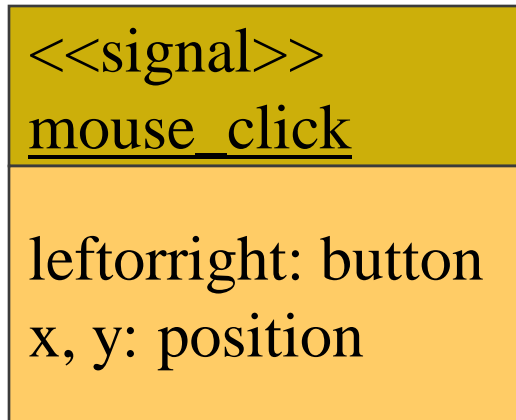 <<signal>>
mouse_click
leftorright: button
x, y: position